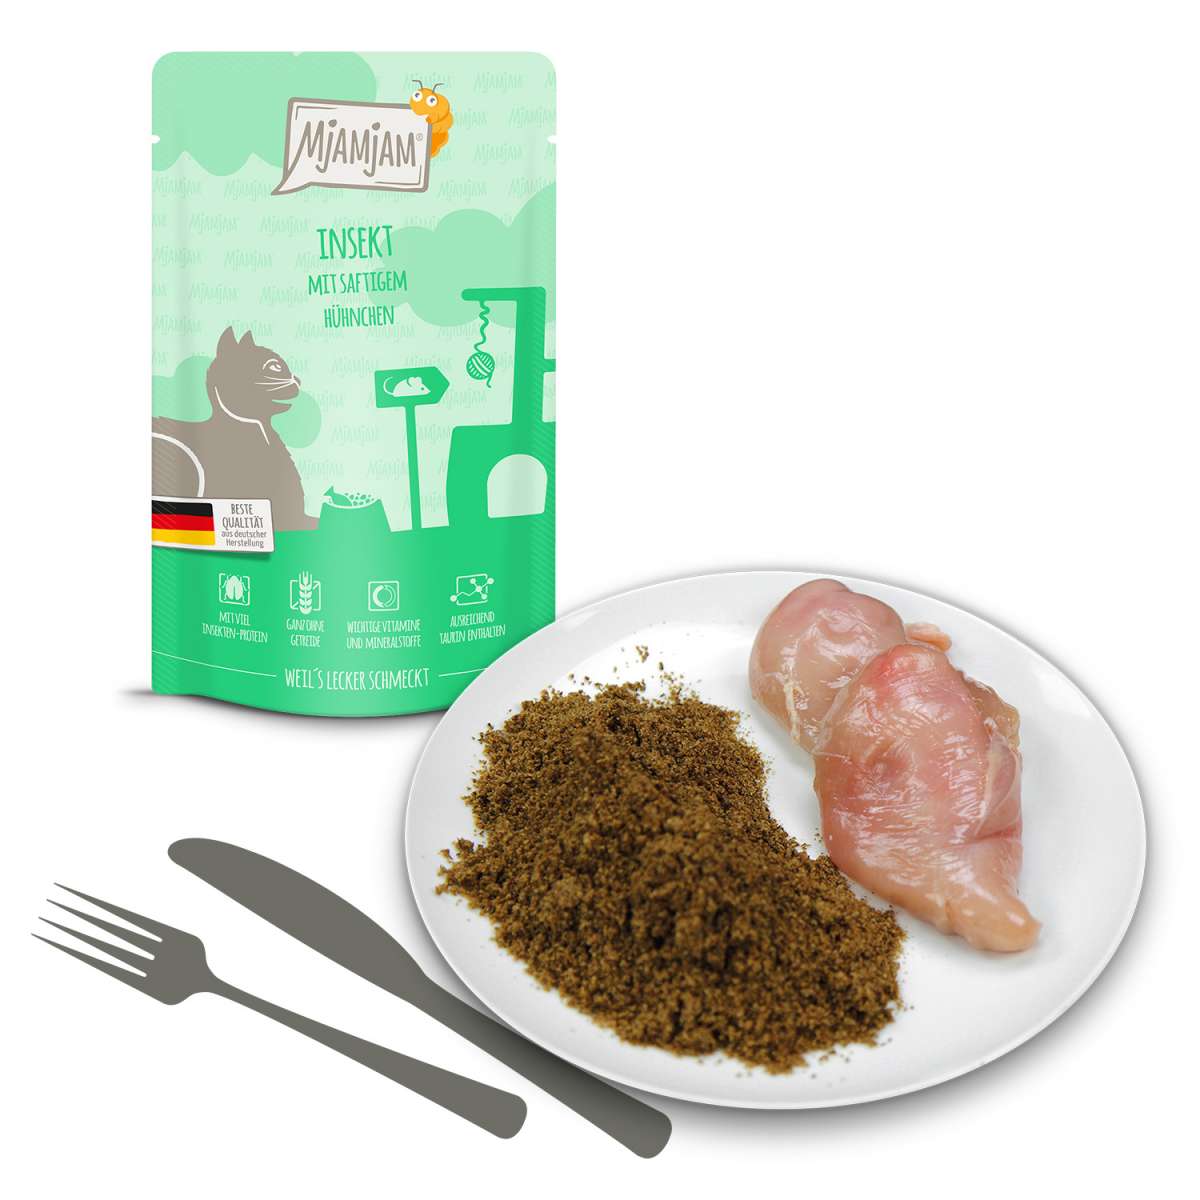 MJAMJAM®
INSEKT
MIT SAFTIGEM
HÜHNCHEN
BESTE
QUALITÄT
aus deutscher
Herstellung
MIT VIEL
INSEKTEN-PROTEIN
GANZ OHNE
GETREIDE
WICHTIGE VITAMINE
UND MINERALSTOFFE
AUSREICHEND
TAURIN ENTHALTEN
WEIL´S LECKER SCHMECKT